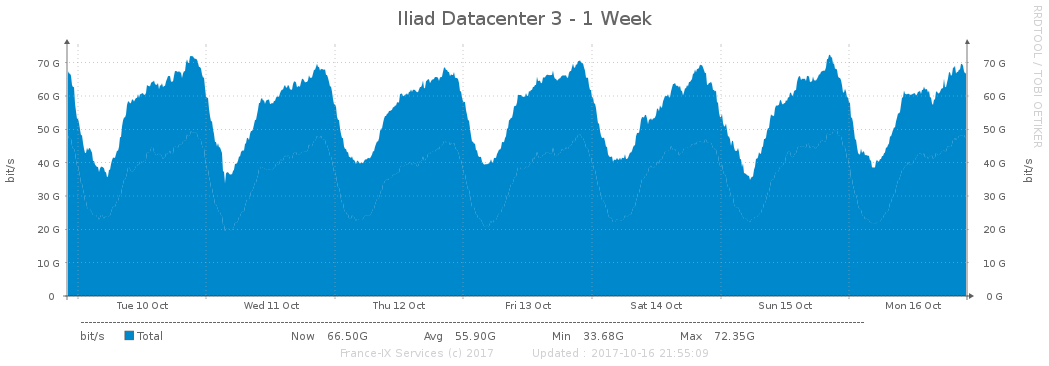 Iliad Datacenter 3 - 1 Week
RRDTOOL / TOBI OETIKER
bit/s
70 G 70 G
60 G 60 G
50 G 50 G
40 G 40 G
30 G 30 G
20 G 20 G
10 G 10 G
0 0 G
bit/s
Tue 10 Oct Wed 11 Oct Thu 12 Oct Fri 13 Oct Sat 14 Oct Sun 15 Oct Mon 16 Oct
bit/s Total Now 66.50G Avg 55.90G Min 33.68G Max 72.35G
France-IX Services (c) 2017 Updated : 2017-10-16 21:55:09